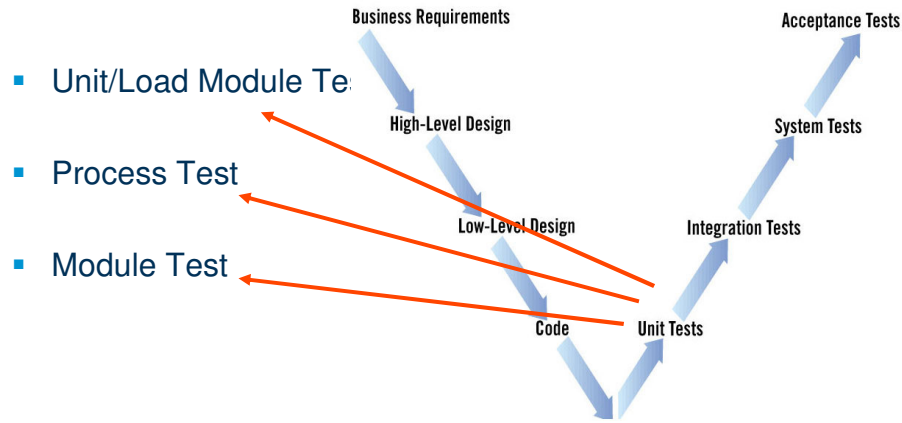 Business Requirements
Acceptance Tests
Unit/Load Module
High-Level Design
System Tests
Process Test
Low-Level Design
Integration Tests
Module Test
Code
Unit Tests